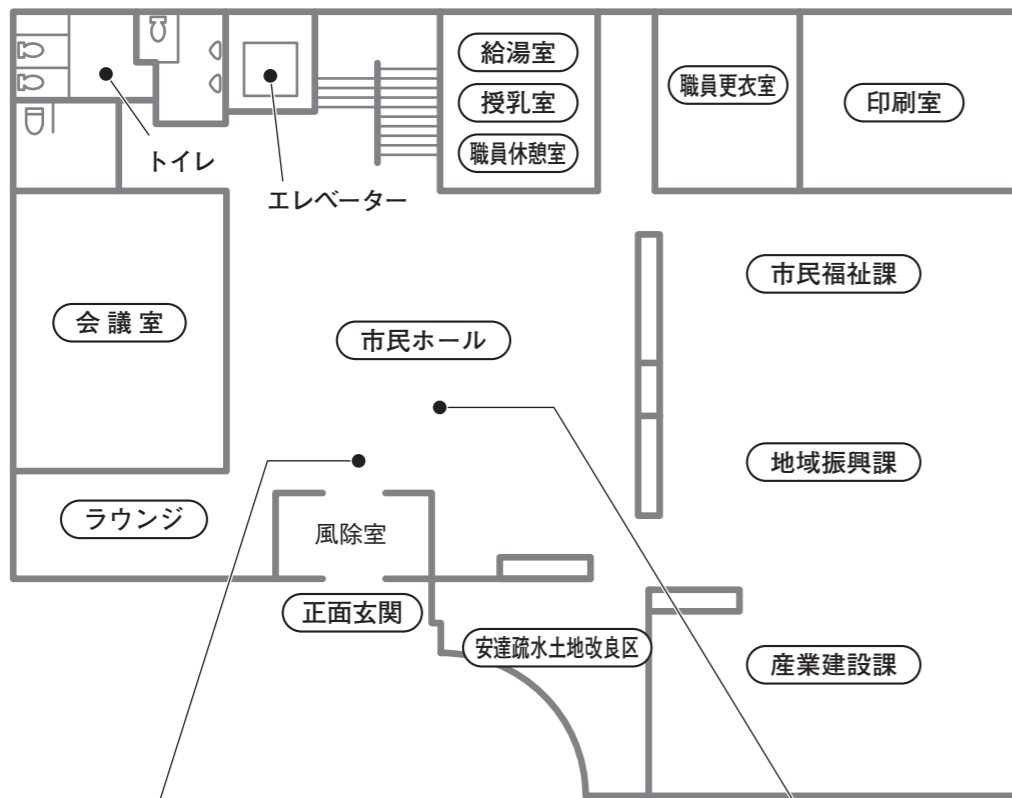 給湯室
授乳室
職員休憩室
職員更衣室
印刷室
トイレ
エレベーター
市民福祉課
会議室
市民ホール
地域振興課
ラウンジ
風除室
正面玄関
安達疏水土地改良区
産業建設課